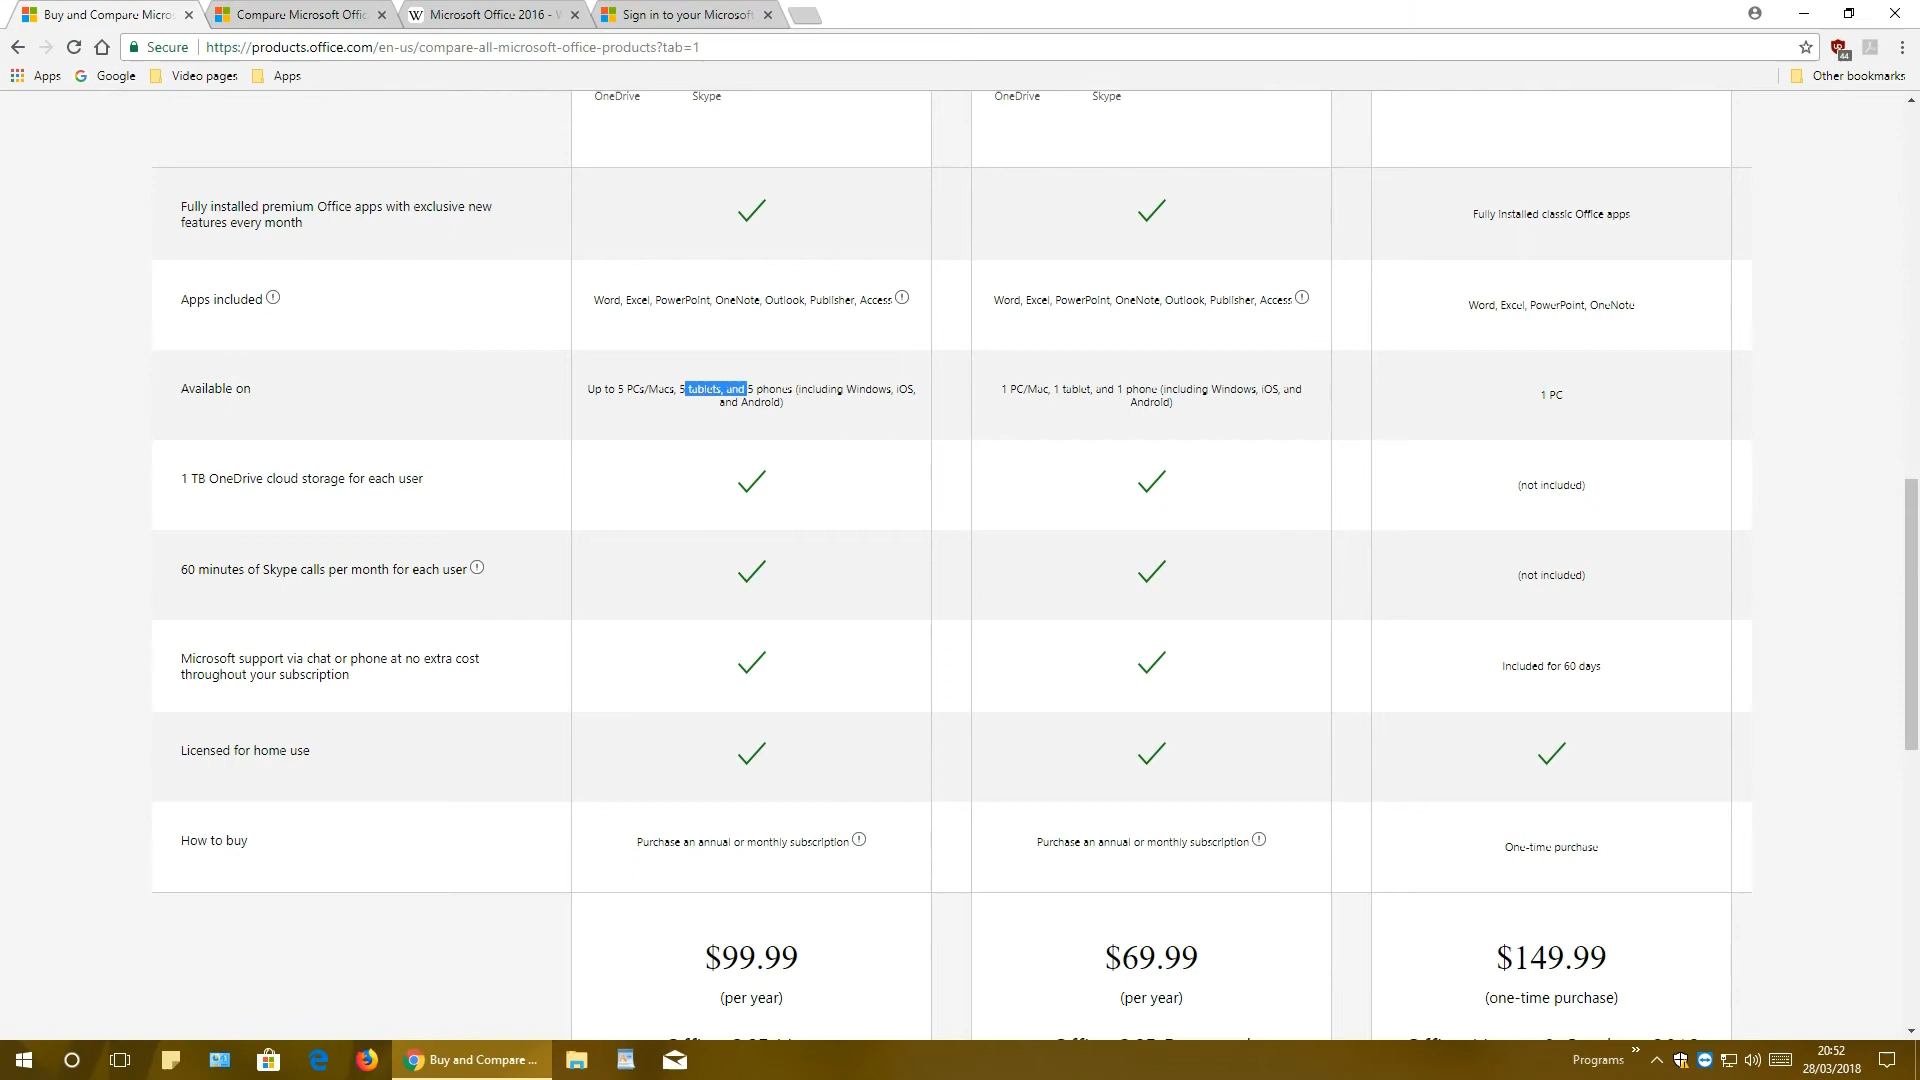 Buy and Compare Micros
Compare Microsoft Offic
Microsoft Office 2016 - W
Sign in to your Microsoft
Secure
https://products.office.com/en-us/compare-all-microsoft-office-products?tab=1
44
Apps
Google
Video pages
Apps
Other bookmarks
OneDrive Skype
OneDrive Skype
Fully installed premium Office apps with exclusive new
features every month
Fully installed classic Office apps
Apps included
Word, Excel, PowerPoint, OneNote, Outlook, Publisher, Access
Word, Excel, PowerPoint, OneNote, Outlook, Publisher, Access
Word, Excel, PowerPoint, OneNote
Available on
Up to 5 PCs/Macs, 5 tablets, and 5 phones (including Windows, iOS,
and Android)
1 PC/Mac, 1 tablet, and 1 phone (including Windows, iOS, and
Android)
1 PC
1 TB OneDrive cloud storage for each user
(not included)
60 minutes of Skype calls per month for each user
(not included)
Microsoft support via chat or phone at no extra cost
throughout your subscription
Included for 60 days
Licensed for home use
How to buy
Purchase an annual or monthly subscription
Purchase an annual or monthly subscription
One-time purchase
$99.99
(per year)
$69.99
(per year)
$149.99
(one-time purchase)
Buy and Compare ...
Programs
20:52
28/03/2018